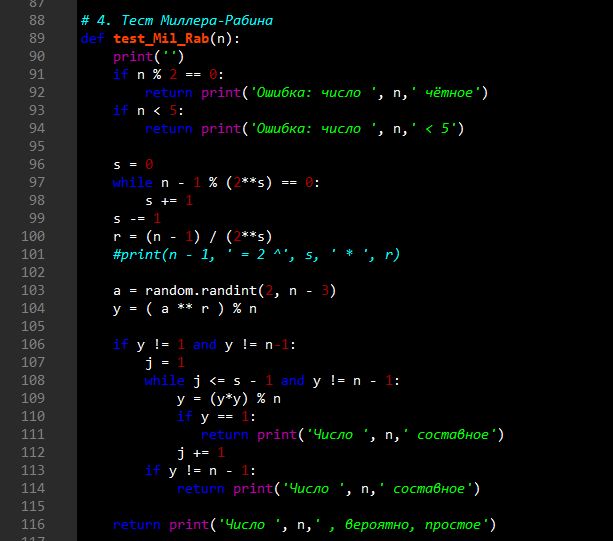 87
88 # 4. Тест Миллера-Рабина
89 def test_Mil_Rab(n):
90     print('')
91     if n % 2 == 0:
92         return print('Ошибка: число ', n,' чётное')
93     if n < 5:
94         return print('Ошибка: число ', n,' < 5')
95
96     s = 0
97     while n - 1 % (2**s) == 0:
98         s += 1
99     s -= 1
100     r = (n - 1) / (2**s)
101     #print(n - 1, ' = 2 ^', s, ' * ', r)
102
103     a = random.randint(2, n - 3)
104     y = ( a ** r ) % n
105
106     if y != 1 and y != n-1:
107         j = 1
108         while j <= s - 1 and y != n - 1:
109             y = (y*y) % n
110             if y == 1:
111                return print('Число ', n,' составное')
112             j += 1
113         if y != n - 1:
114             return print('Число ', n,' составное')
115
116     return print('Число ', n,' , вероятно, простое')
117